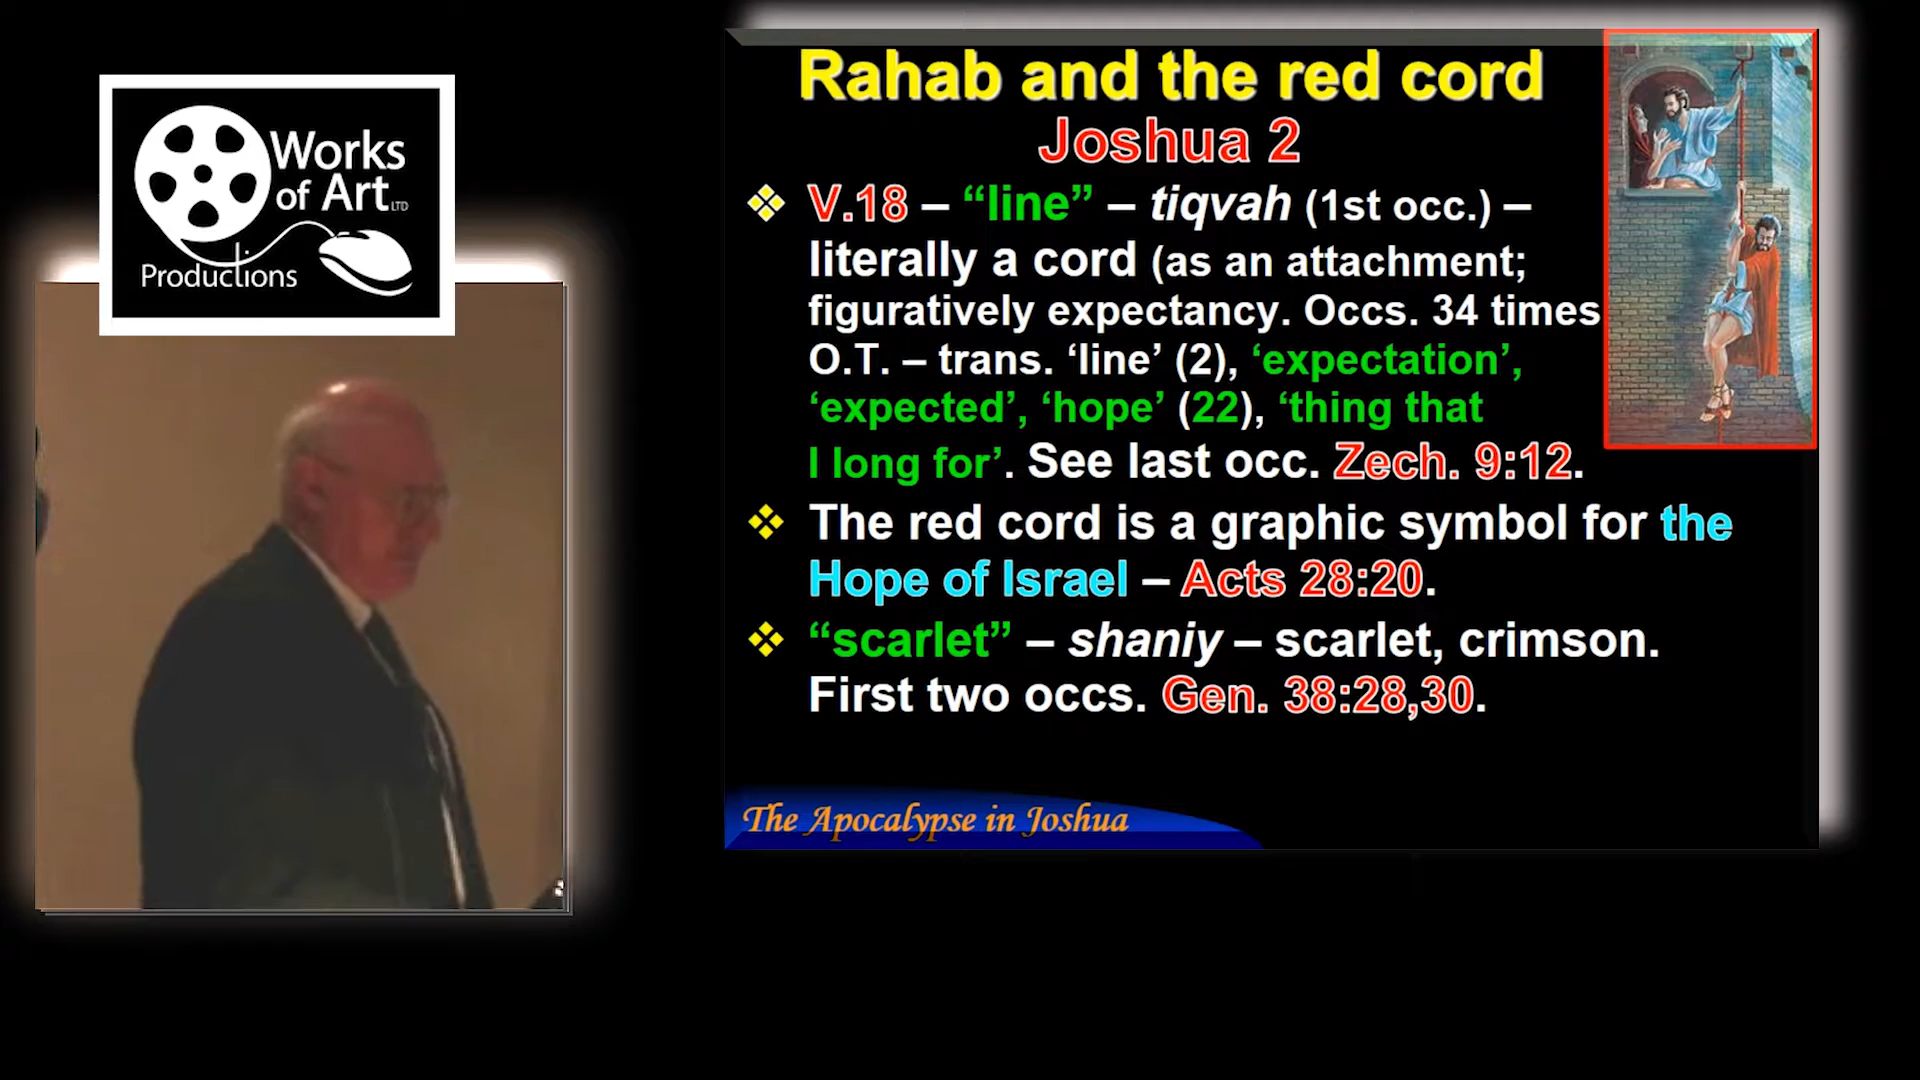 Works
of Art LTD
Productions
Rahab and the red cord
Joshua 2
V.18 – “line” – tiqvah (1st occ.) –
literally a cord (as an attachment;
figuratively expectancy. Occs. 34 times
O.T. – trans. ‘line’ (2), ‘expectation’,
‘expected’, ‘hope’ (22), ‘thing that
I long for’. See last occ. Zech. 9:12.
The red cord is a graphic symbol for the
Hope of Israel – Acts 28:20.
“scarlet” – shaniy – scarlet, crimson.
First two occs. Gen. 38:28,30.
The Apocalypse in Joshua